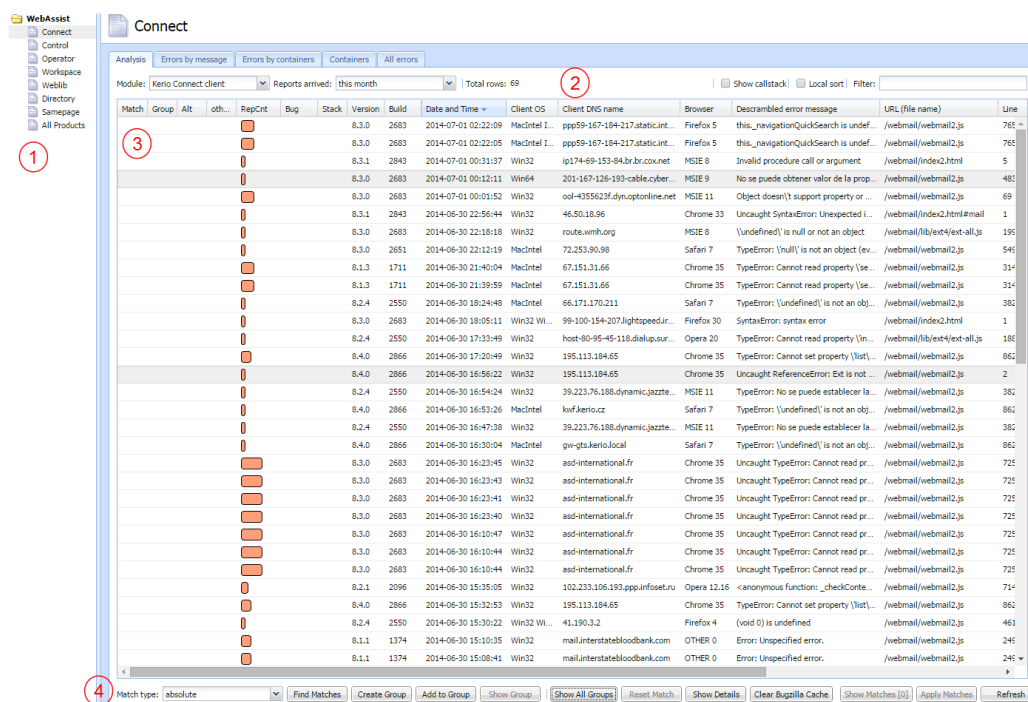 WebAssist
Connect
Control
Operator
Workspace
Weblib
Directory
Samepage
All Products
1
Connect
Analysis Errors by message Errors by containers Containers All errors
Module: Kerio Connect client Reports arrived: this month Total rows: 69 2 Show callstack Local sort Filter:
Match Group Alt oth... RepCnt Bug Stack Version Build Date and Time Client OS Client DNS name Browser Descrambled error message URL (file name) Line
3
8.3.0 2683 2014-07-01 02:22:09 MacIntel I... ppp59-167-184-217.static.int... Firefox 5 this._navigationQuickSearch is undef... /webmail/webmail2.js 765
8.3.0 2683 2014-07-01 02:22:05 MacIntel I... ppp59-167-184-217.static.int... Firefox 5 this._navigationQuickSearch is undef... /webmail/webmail2.js 765
8.3.1 2843 2014-07-01 00:31:37 Win32 ip174-69-153-84.br.br.cox.net MSIE 8 Invalid procedure call or argument /webmail/index2.html 5
8.3.0 2683 2014-07-01 00:12:11 Win64 201-167-126-193-cable.cyber... MSIE 9 No se puede obtener valor de la prop... /webmail/webmail2.js 483
8.3.0 2683 2014-07-01 00:01:52 Win32 ool-4355623f.dyn.optonline.net MSIE 11 Object doesn\'t support property or ... /webmail/webmail2.js 69
8.3.1 2843 2014-06-30 22:56:44 Win32 46.50.18.96 Chrome 33 Uncaught SyntaxError: Unexpected i... /webmail/index2.html#mail 1
8.3.0 2683 2014-06-30 22:18:18 Win32 route.wmh.org MSIE 8 \'undefined\' is null or not an object /webmail/lib/ext4/ext-all.js 199
8.3.0 2651 2014-06-30 22:12:19 MacIntel 72.253.90.98 Safari 7 TypeError: \'null\' is not an object (ev... /webmail/webmail2.js 549
8.1.3 1711 2014-06-30 21:40:04 MacIntel 67.151.31.66 Chrome 35 TypeError: Cannot read property \'se... /webmail/webmail2.js 314
8.1.3 1711 2014-06-30 21:39:59 MacIntel 67.151.31.66 Chrome 35 TypeError: Cannot read property \'se... /webmail/webmail2.js 314
8.2.4 2550 2014-06-30 18:24:48 MacIntel 66.171.170.211 Safari 7 TypeError: \'undefined\' is not an obj... /webmail/webmail2.js 382
8.3.0 2683 2014-06-30 18:05:11 Win32 Wi... 99-100-154-207.lightspeed.ir... Firefox 30 SyntaxError: syntax error /webmail/index2.html 1
8.2.4 2550 2014-06-30 17:33:49 Win32 host-80-95-45-118.dialup.sur... Opera 20 TypeError: Cannot read property \'in... /webmail/lib/ext4/ext-all.js 188
8.4.0 2866 2014-06-30 17:20:49 Win32 195.113.184.65 Chrome 35 TypeError: Cannot set property \'list\... /webmail/webmail2.js 862
8.4.0 2866 2014-06-30 16:56:22 Win32 195.113.184.65 Chrome 35 Uncaught ReferenceError: Ext is not ... /webmail/webmail2.js 2
8.2.4 2550 2014-06-30 16:54:24 Win32 39.223.76.188.dynamic.jazzte... MSIE 11 TypeError: No se puede establecer la... /webmail/webmail2.js 382
8.4.0 2866 2014-06-30 16:53:26 MacIntel kwf.kerio.cz Safari 7 TypeError: \'undefined\' is not an obj... /webmail/webmail2.js 862
8.2.4 2550 2014-06-30 16:47:38 Win32 39.223.76.188.dynamic.jazzte... MSIE 11 TypeError: No se puede establecer la... /webmail/webmail2.js 382
8.4.0 2866 2014-06-30 16:30:04 MacIntel gw-gts.kerio.local Safari 7 TypeError: \'undefined\' is not an obj... /webmail/webmail2.js 862
8.3.0 2683 2014-06-30 16:23:45 Win32 asd-international.fr Chrome 35 Uncaught TypeError: Cannot read pr... /webmail/webmail2.js 725
8.3.0 2683 2014-06-30 16:23:43 Win32 asd-international.fr Chrome 35 Uncaught TypeError: Cannot read pr... /webmail/webmail2.js 725
8.3.0 2683 2014-06-30 16:23:41 Win32 asd-international.fr Chrome 35 Uncaught TypeError: Cannot read pr... /webmail/webmail2.js 725
8.3.0 2683 2014-06-30 16:23:40 Win32 asd-international.fr Chrome 35 Uncaught TypeError: Cannot read pr... /webmail/webmail2.js 725
8.3.0 2683 2014-06-30 16:10:47 Win32 asd-international.fr Chrome 35 Uncaught TypeError: Cannot read pr... /webmail/webmail2.js 725
8.3.0 2683 2014-06-30 16:10:44 Win32 asd-international.fr Chrome 35 Uncaught TypeError: Cannot read pr... /webmail/webmail2.js 725
8.3.0 2683 2014-06-30 16:10:44 Win32 asd-international.fr Chrome 35 Uncaught TypeError: Cannot read pr... /webmail/webmail2.js 725
8.2.1 2096 2014-06-30 15:35:05 Win32 102.233.106.193.ppp.infoset.ru Opera 12.16 <anonymous function: _checkConte... /webmail/webmail2.js 714
8.4.0 2866 2014-06-30 15:32:53 Win32 195.113.184.65 Chrome 35 TypeError: Cannot set property \'list\... /webmail/webmail2.js 862
8.2.4 2550 2014-06-30 15:30:22 Win32 Wi... 41.190.3.2 Firefox 4 (void 0) is undefined /webmail/webmail2.js 461
8.1.1 1374 2014-06-30 15:10:35 Win32 mail.interstatebloodbank.com OTHER 0 Error: Unspecified error. /webmail/webmail2.js 249
8.1.1 1374 2014-06-30 15:08:41 Win32 mail.interstatebloodbank.com OTHER 0 Error: Unspecified error. /webmail/webmail2.js 249
4 Match type: absolute Find Matches Create Group Add to Group Show Group Show All Groups Reset Match Show Details Clear Bugzilla Cache Show Matches [0] Apply Matches Refresh